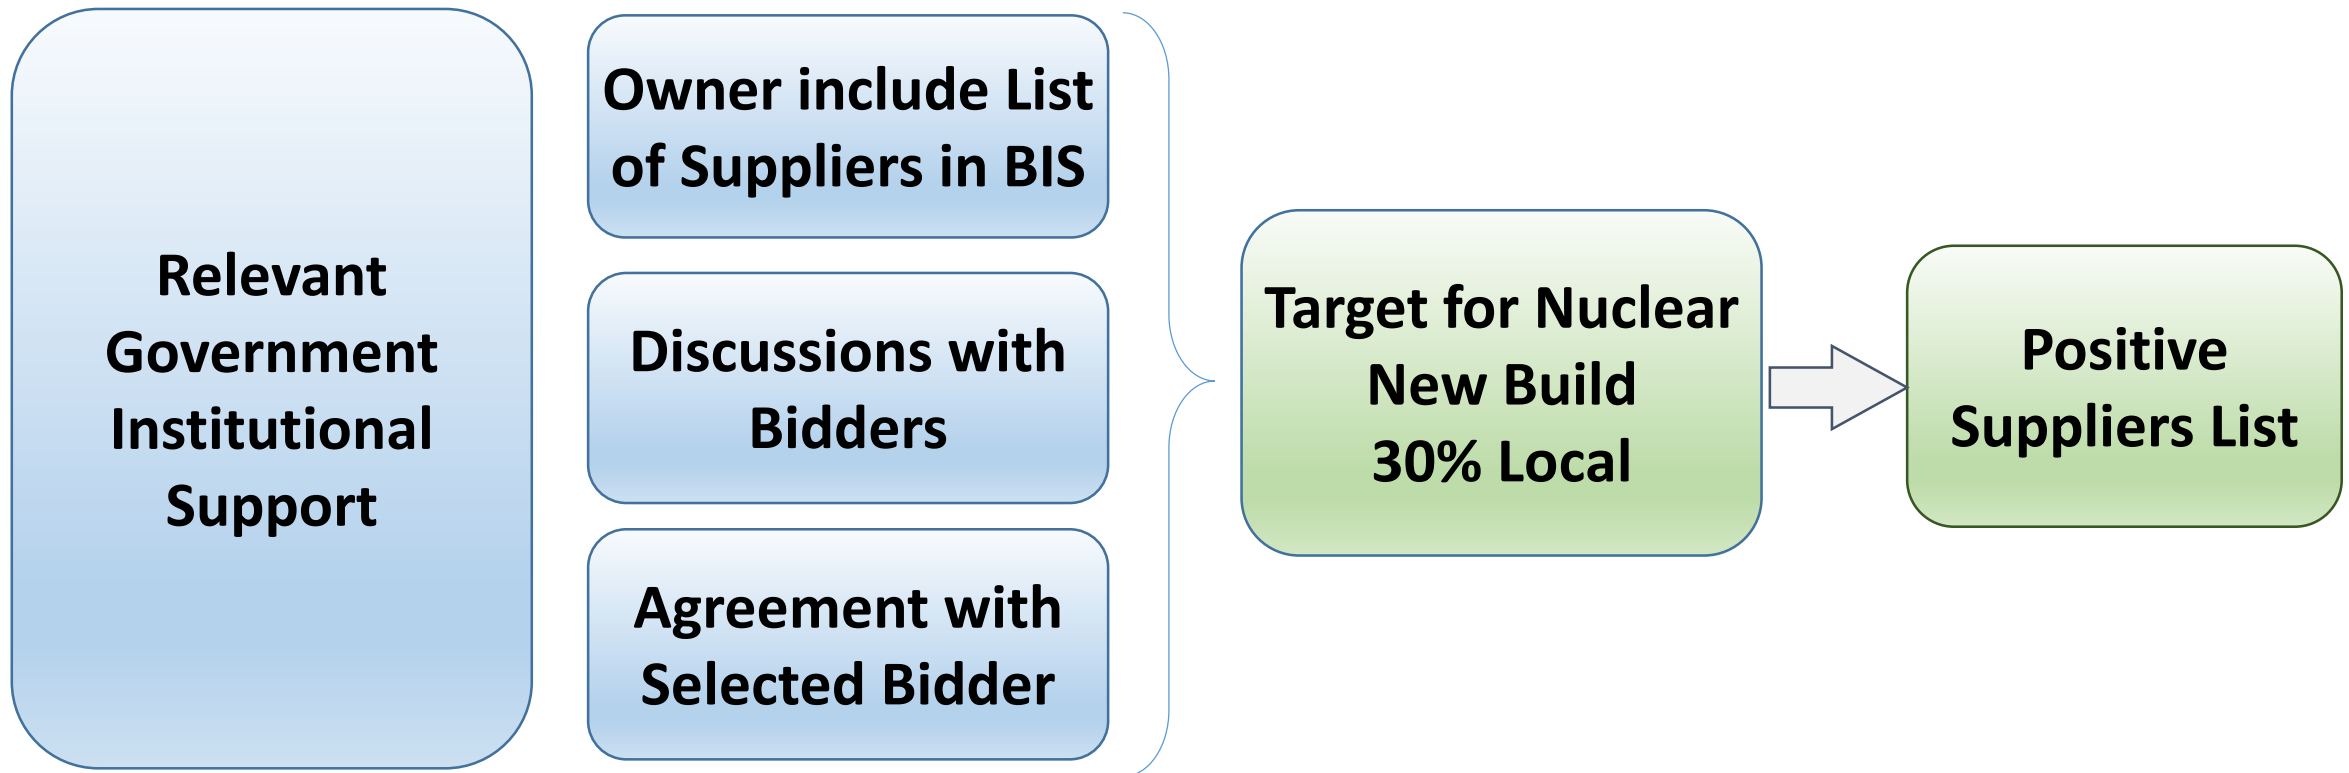 Relevant
Government
Institutional
Support
Owner include List
of Suppliers in BIS
Discussions with
Bidders
Agreement with
Selected Bidder
Target for Nuclear
New Build
30% Local
Positive
Suppliers List